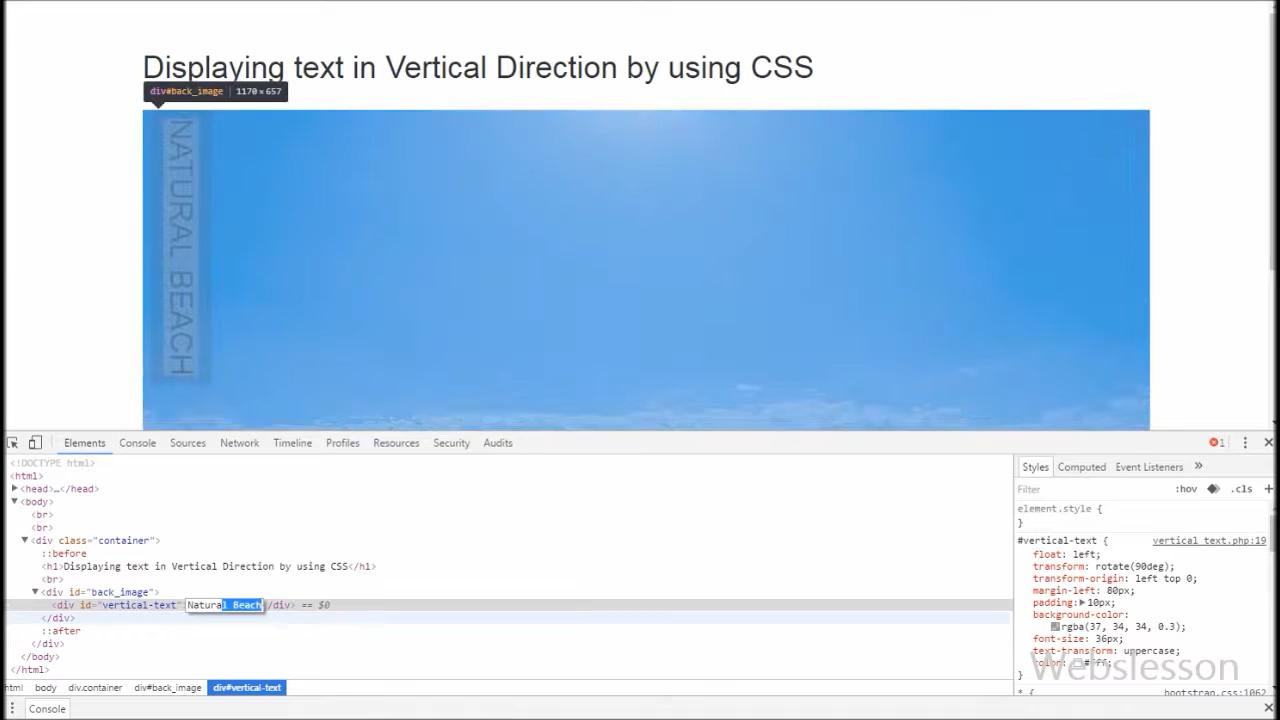 Displaying text in Vertical Direction by using CSS
div#back_image | 1170 × 657
NATURAL BEACH
Elements Console Sources Network Timeline Profiles Resources Security Audits 1
<!DOCTYPE html>
<html>
<head>…</head>
<body>
<br>
<br>
<div class="container">
::before
<h1>Displaying text in Vertical Direction by using CSS</h1>
<br>
<div id="back_image">
<div id="vertical-text" Natural Beach /div> == $0
</div>
::after
</div>
</body>
</html>
html body div.container div#back_image div#vertical-text
Console
Styles Computed Event Listeners »
Filter :hov .cls +
element.style {
}
#vertical-text { vertical_text.php:19
float: left;
transform: rotate(90deg);
transform-origin: left top 0;
margin-left: 80px;
padding: 10px;
background-color:
rgba(37, 34, 34, 0.3);
font-size: 36px;
text-transform: uppercase;
color: #fff;
}
* { bootstrap.css:1062
Webslesson